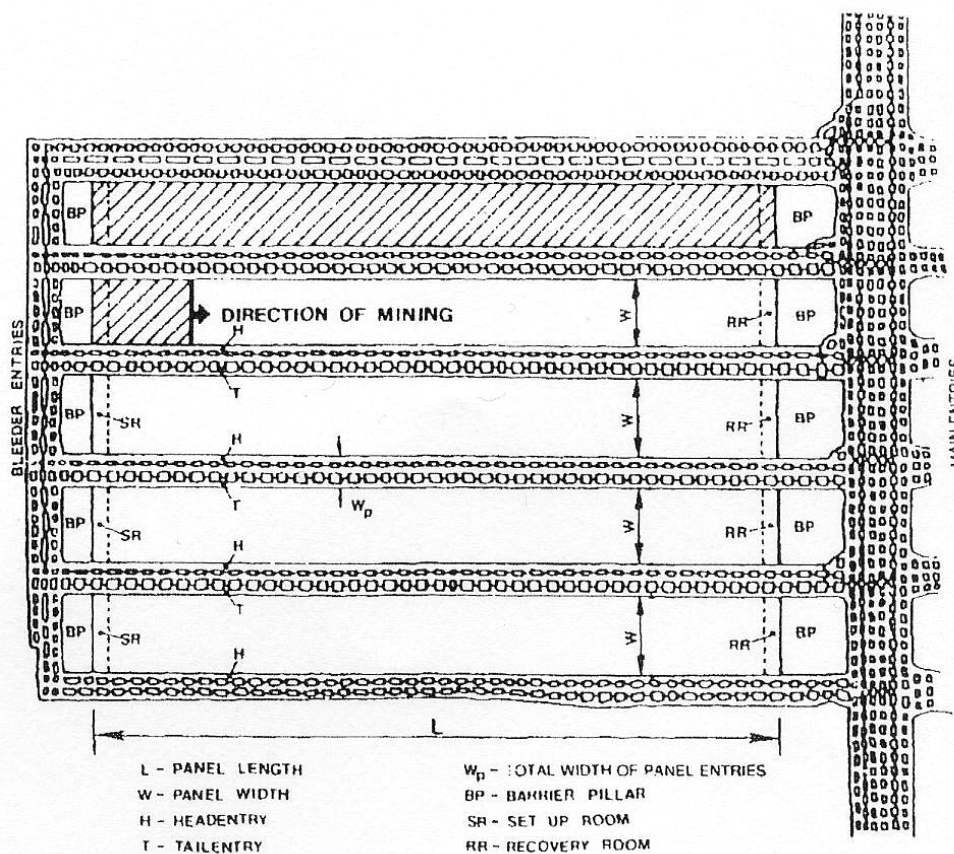 BP
BP
BP
DIRECTION OF MINING
W
RR
BP
H
T
BP
SR
W
RR
BP
H
T
Wp
BP
SR
W
RR
BP
H
T
BP
SR
W
RR
BP
H
BLEEDER ENTRIES
MAIN ENTRIES
L
L - PANEL LENGTH
W - PANEL WIDTH
H - HEADENTRY
T - TAILENTRY
Wp - TOTAL WIDTH OF PANEL ENTRIES
BP - BARRIER PILLAR
SR - SET UP ROOM
RR - RECOVERY ROOM